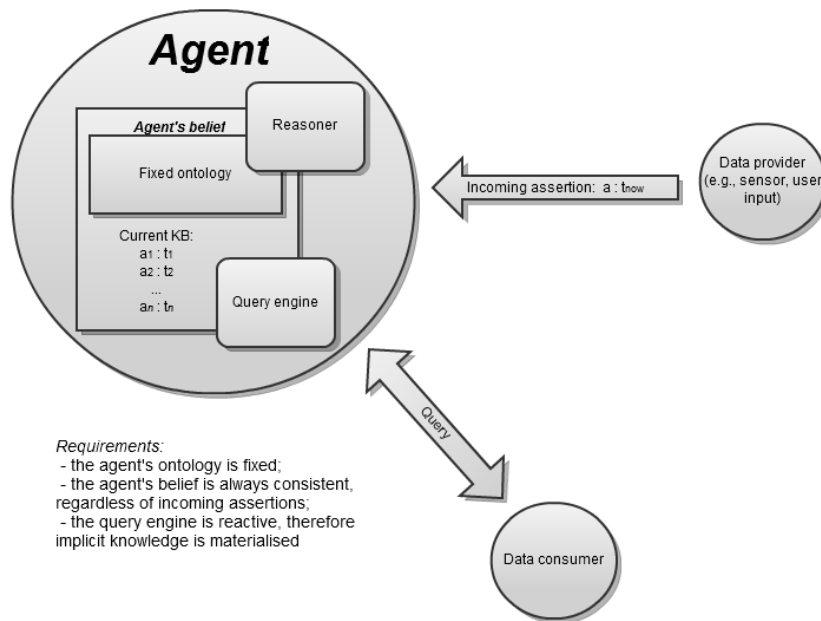 Agent
Reasoner
Agent's belief
Fixed ontology
Current KB:
a1 : t1
a2 : t2
...
an : tn
Query engine
Incoming assertion: a : tnow
Data provider
(e.g., sensor, user
input)
Query
Data consumer
Requirements:
- the agent's ontology is fixed;
- the agent's belief is always consistent,
regardless of incoming assertions;
- the query engine is reactive, therefore
implicit knowledge is materialised